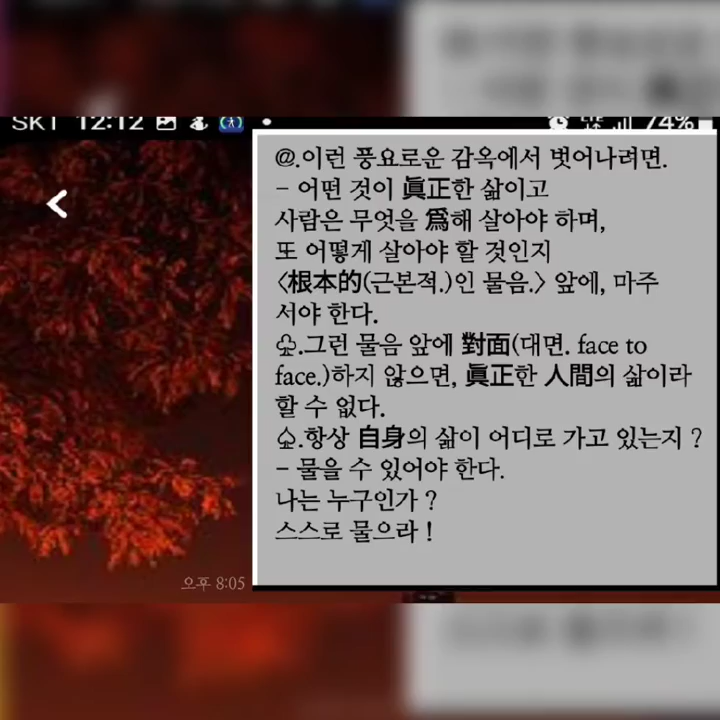 SKT 12:12 74%
@.이런 풍요로운 감옥에서 벗어나려면.
- 어떤 것이 眞正한 삶이고
사람은 무엇을 爲해 살아야 하며,
또 어떻게 살아야 할 것인지
〈根本的(근본적.)인 물음.〉 앞에, 마주
서야 한다.
♧.그런 물음 앞에 對面(대면. face to
face.)하지 않으면, 眞正한 人間의 삶이라
할 수 없다.
♤.항상 自身의 삶이 어디로 가고 있는지 ?
- 물을 수 있어야 한다.
나는 누구인가 ?
스스로 물으라 !
오후 8:05